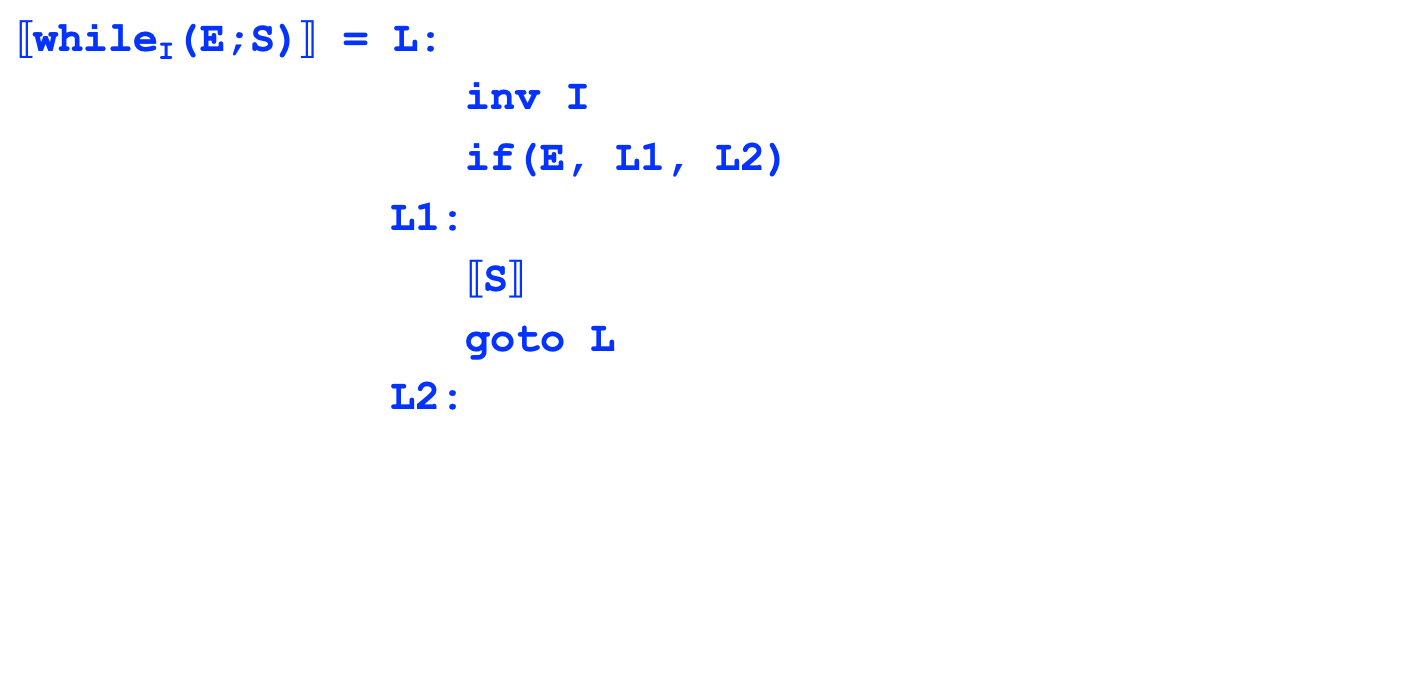 ⟦while_I(E;S)⟧ = L:
inv I
if(E, L1, L2)
L1:
⟦S⟧
goto L
L2: